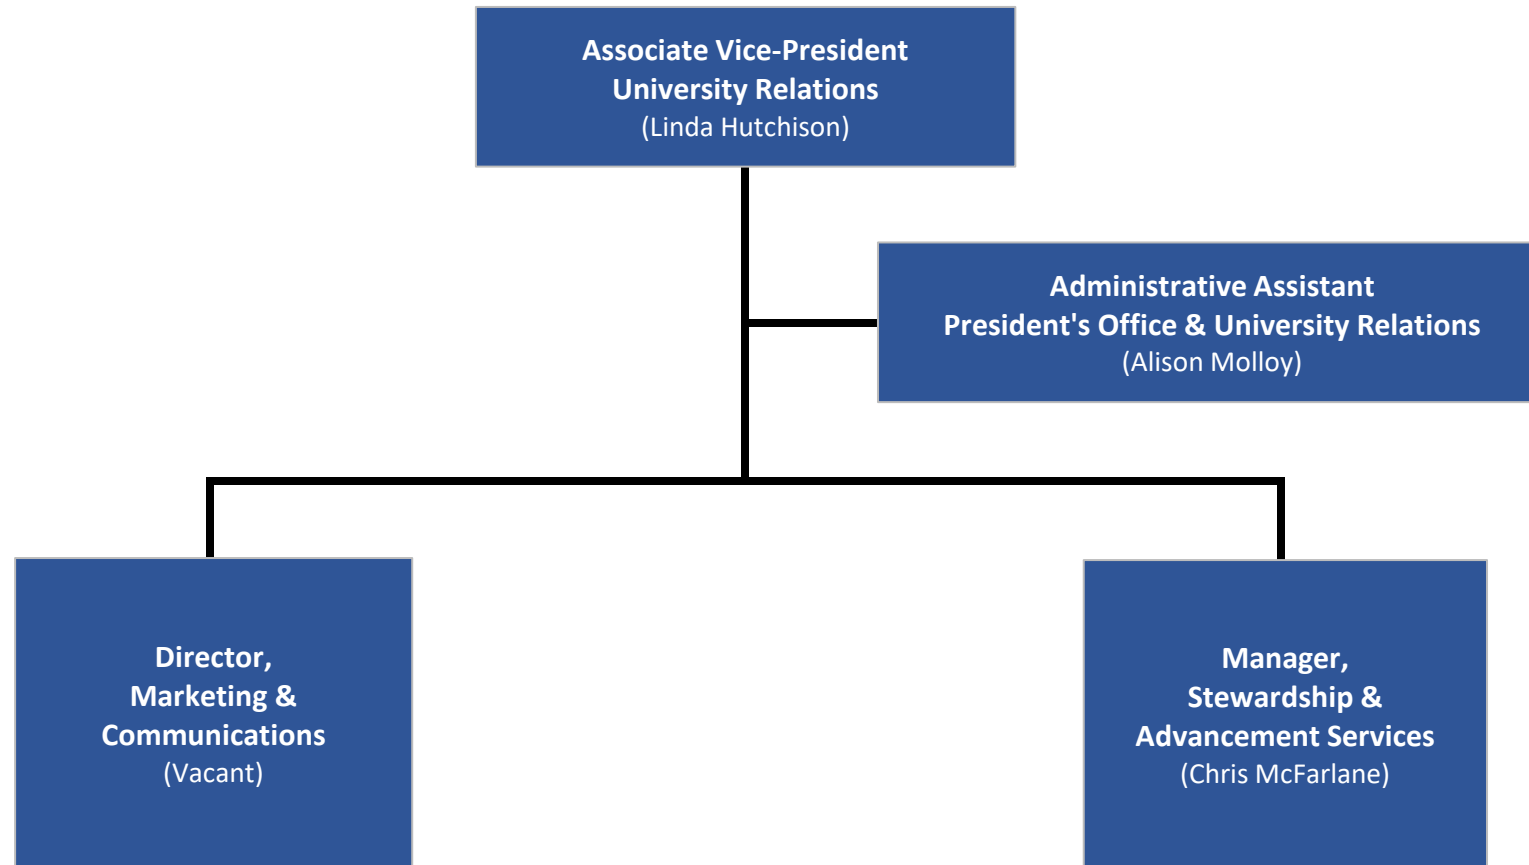 Associate Vice-President
University Relations
(Linda Hutchison)
Administrative Assistant
President's Office & University Relations
(Alison Molloy)
Director,
Marketing &
Communications
(Vacant)
Manager,
Stewardship &
Advancement Services
(Chris McFarlane)